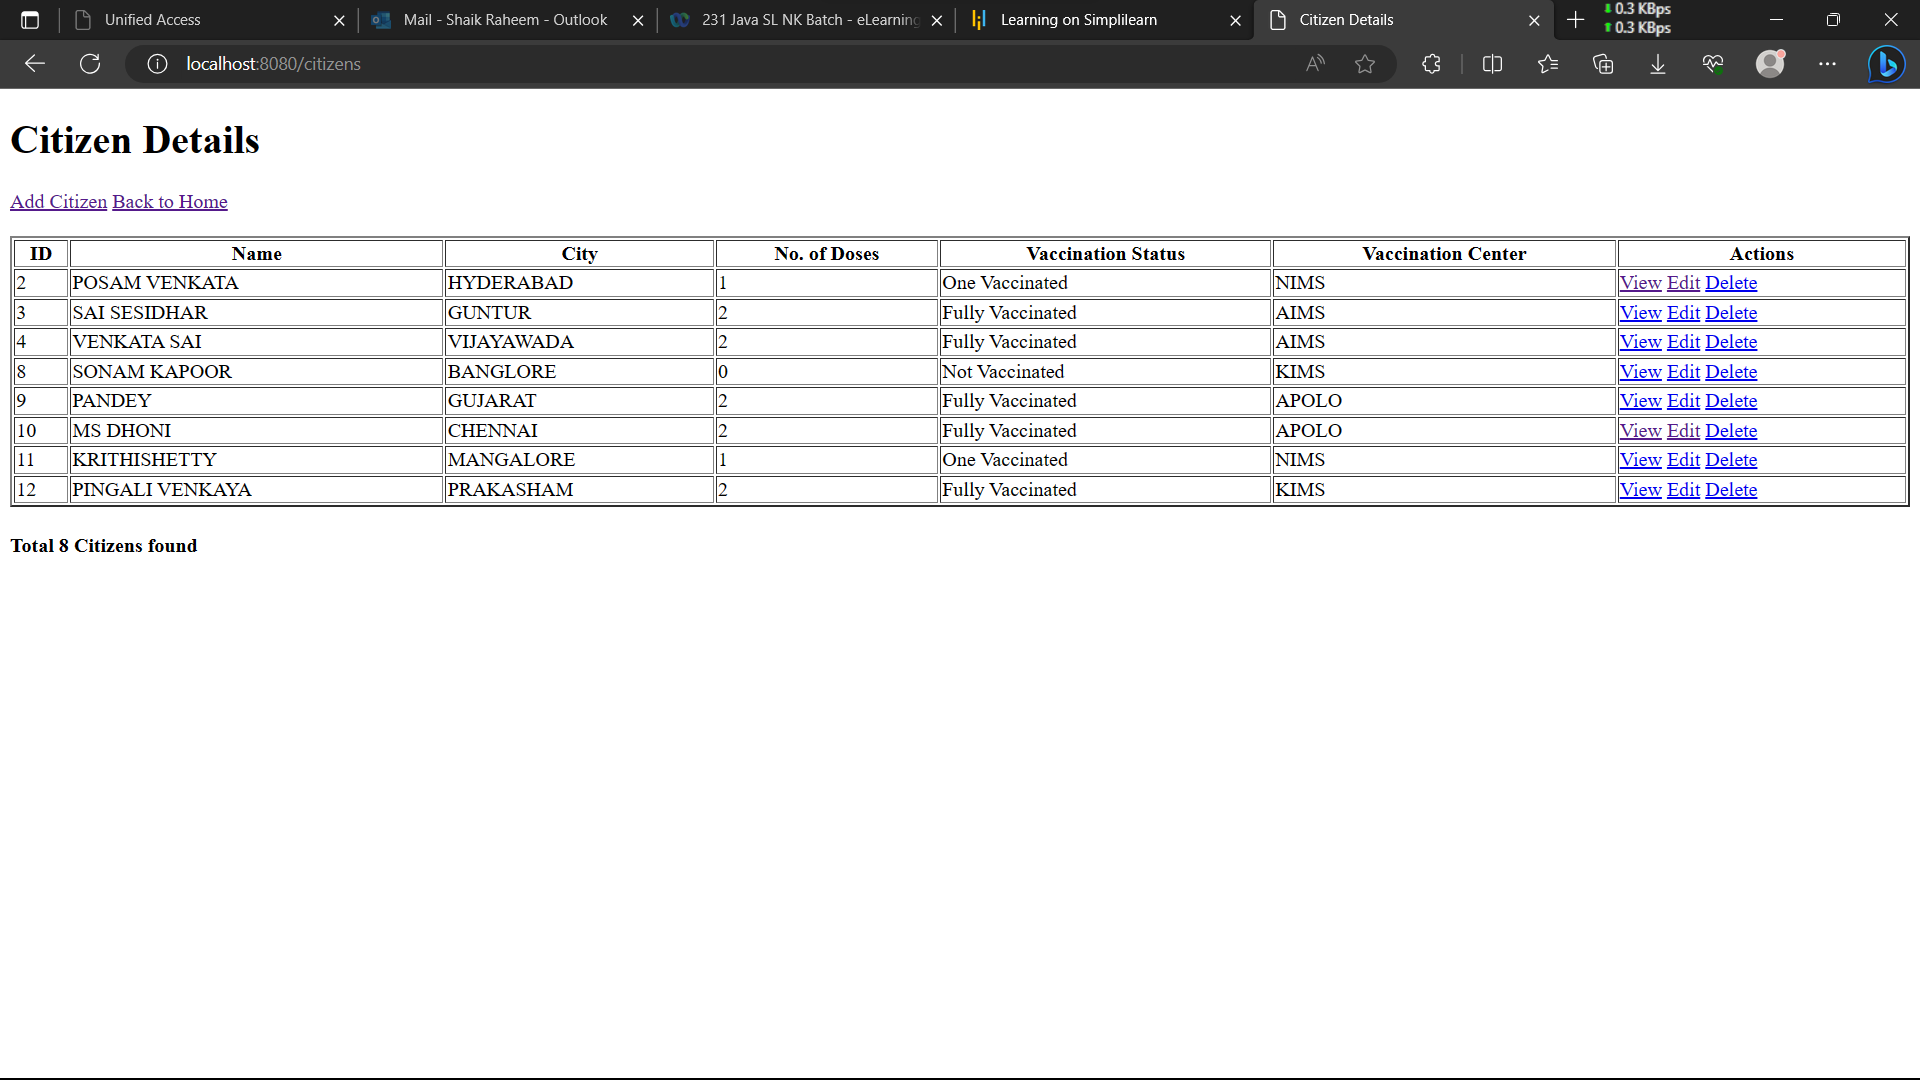 Unified Access Mail - Shaik Raheem - Outlook 231 Java SL NK Batch - eLearning Learning on Simplilearn Citizen Details 0.3 KBps
0.3 KBps
localhost:8080/citizens
Citizen Details
Add Citizen Back to Home
ID Name City No. of Doses Vaccination Status Vaccination Center Actions
2 POSAM VENKATA HYDERABAD 1 One Vaccinated NIMS View Edit Delete
3 SAI SESIDHAR GUNTUR 2 Fully Vaccinated AIMS View Edit Delete
4 VENKATA SAI VIJAYAWADA 2 Fully Vaccinated AIMS View Edit Delete
8 SONAM KAPOOR BANGLORE 0 Not Vaccinated KIMS View Edit Delete
9 PANDEY GUJARAT 2 Fully Vaccinated APOLO View Edit Delete
10 MS DHONI CHENNAI 2 Fully Vaccinated APOLO View Edit Delete
11 KRITHISHETTY MANGALORE 1 One Vaccinated NIMS View Edit Delete
12 PINGALI VENKAYA PRAKASHAM 2 Fully Vaccinated KIMS View Edit Delete
Total 8 Citizens found